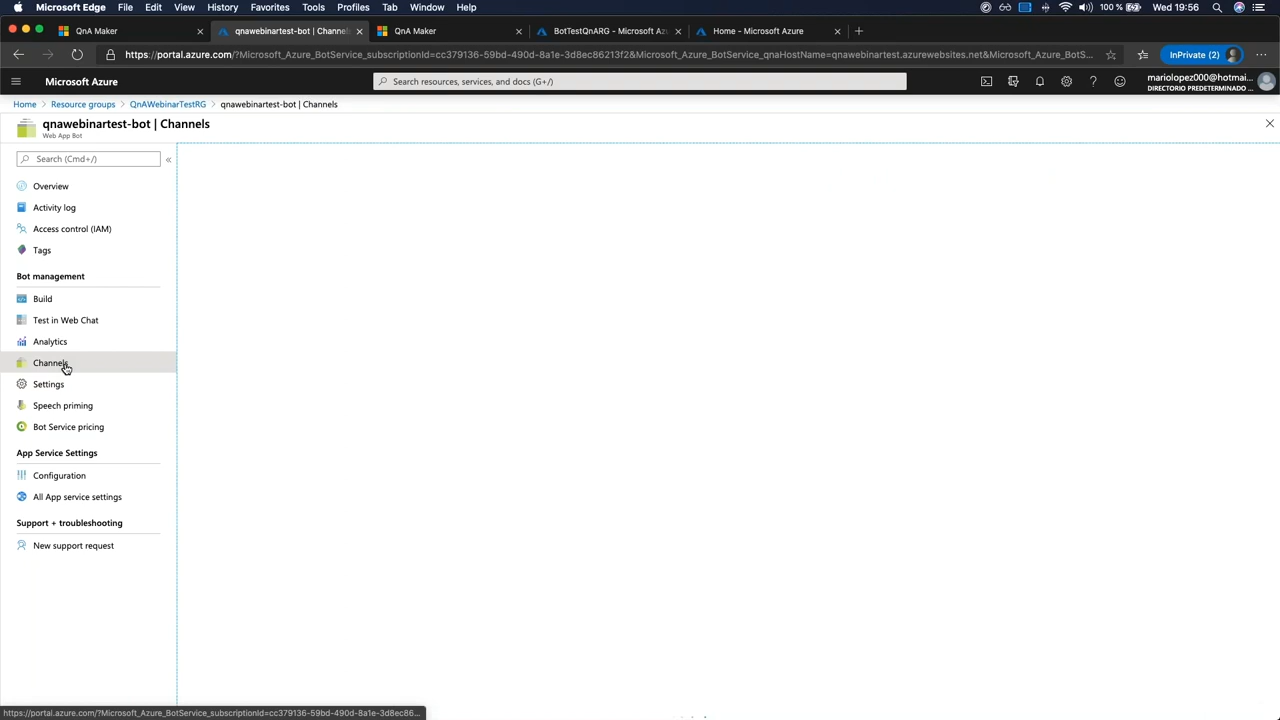 Microsoft Edge File Edit View History Favorites Tools Profiles Tab Window Help 100% Wed 19:56
QnA Maker qnawebinartest-bot | Channel QnA Maker BotTestQnARG - Microsoft Az Home - Microsoft Azure
https://portal.azure.com/?Microsoft_Azure_BotService_subscriptionId=cc379136-59bd-490d-8a1e-3d8ec86213f2&Microsoft_Azure_BotService_qnaHostName=qnawebinartest.azurewebsites.net&Microsoft_Azure_BotS... InPrivate (2)
Microsoft Azure Search resources, services, and docs (G+/) mariolopez000@hotmai...
DIRECTORIO PREDETERMINADO ...
Home > Resource groups > QnAWebinarTestRG > qnawebinartest-bot | Channels
qnawebinartest-bot | Channels
Web App Bot
Search (Cmd+/) «
Overview
Activity log
Access control (IAM)
Tags
Bot management
Build
Test in Web Chat
Analytics
Channels
Settings
Speech priming
Bot Service pricing
App Service Settings
Configuration
All App service settings
Support + troubleshooting
New support request
https://portal.azure.com/?Microsoft_Azure_BotService_subscriptionId=cc379136-59bd-490d-8a1e-3d8ec86...